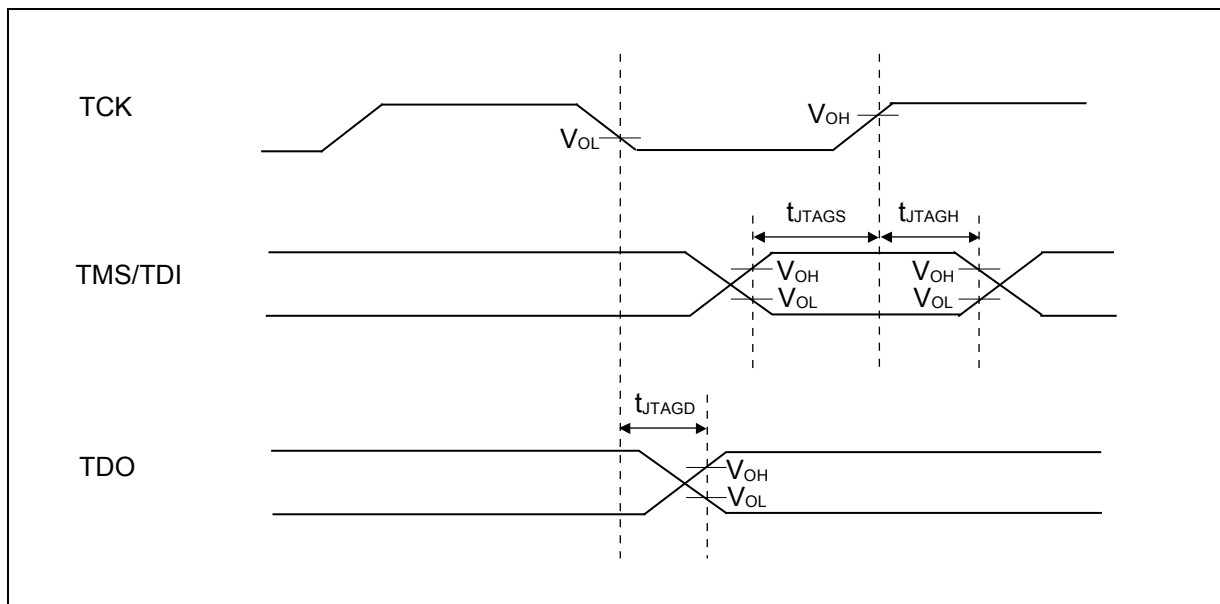 TCK
VOL
VOH
tJTAGS
tJTAGH
TMS/TDI
VOH
VOL
VOH
VOL
tJTAGD
TDO
VOH
VOL